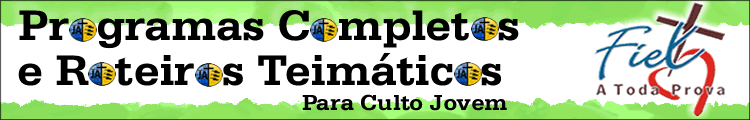 Programas Completos
e Roteiros Teimáticos
Para Culto Jovem
Fiel
A Toda Prova